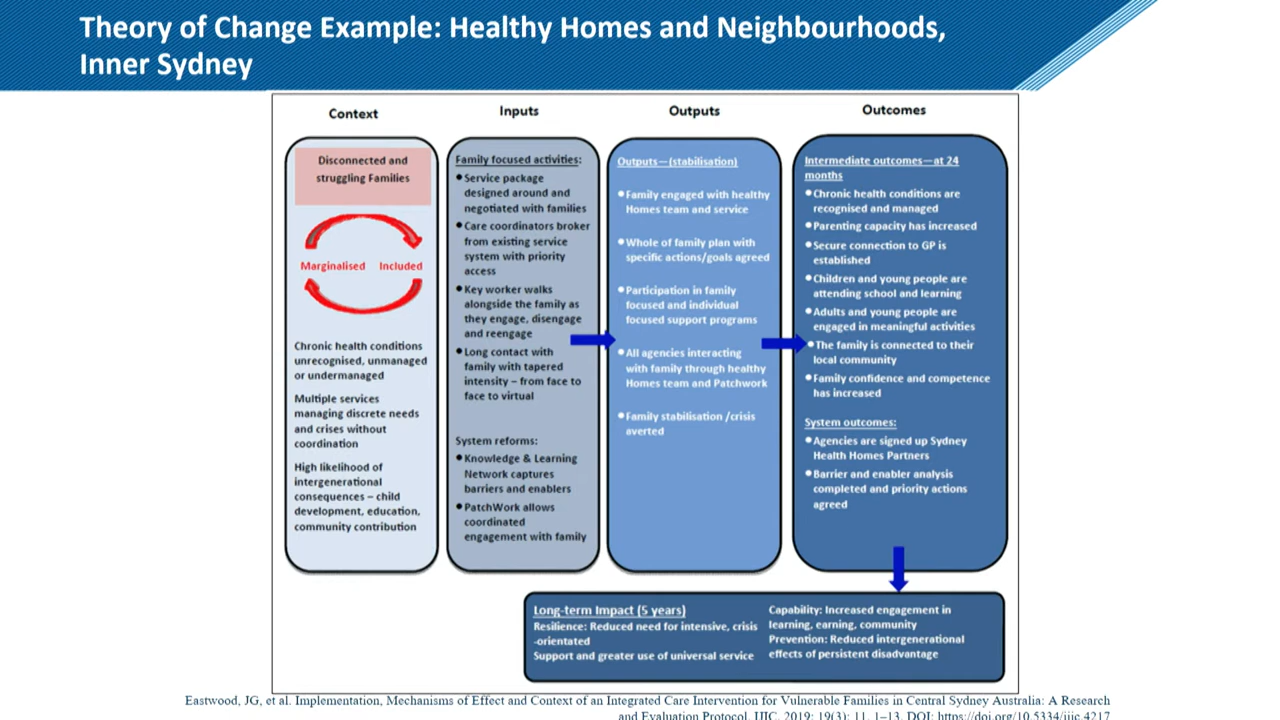 Theory of Change Example: Healthy Homes and Neighbourhoods,
Inner Sydney
Context
Disconnected and
struggling Families
Marginalised Included
Chronic health conditions
unrecognised, unmanaged
or undermanaged
Multiple services
managing discrete needs
and crises without
coordination
High likelihood of
intergenerational
consequences – child
development, education,
community contribution
Inputs
Family focused activities:
● Service package
designed around and
negotiated with families
● Care coordinators broker
from existing service
system with priority
access
● Key worker walks
alongside the family as
they engage, disengage
and reengage
● Long contact with
family with tapered
intensity – from face to
face to virtual
System reforms:
● Knowledge & Learning
Network captures
barriers and enablers
● PatchWork allows
coordinated
engagement with family
Outputs
Outputs—(stabilisation)
● Family engaged with healthy
Homes team and service
● Whole of family plan with
specific actions/goals agreed
● Participation in family
focused and individual
focused support programs
● All agencies interacting
with family through healthy
Homes team and Patchwork
● Family stabilisation /crisis
averted
Outcomes
Intermediate outcomes—at 24
months
● Chronic health conditions are
recognised and managed
● Parenting capacity has increased
● Secure connection to GP is
established
● Children and young people are
attending school and learning
● Adults and young people are
engaged in meaningful activities
● The family is connected to their
local community
● Family confidence and competence
has increased
System outcomes:
● Agencies are signed up Sydney
Health Homes Partners
● Barrier and enabler analysis
completed and priority actions
agreed
Long-term Impact (5 years)
Resilience: Reduced need for intensive, crisis
-orientated
Support and greater use of universal service
Capability: Increased engagement in
learning, earning, community
Prevention: Reduced intergenerational
effects of persistent disadvantage
Eastwood, JG, et al. Implementation, Mechanisms of Effect and Context of an Integrated Care Intervention for Vulnerable Families in Central Sydney Australia: A Research
and Evaluation Protocol. IJIC, 2019; 19(3): 11, 1–13. DOI: https://doi.org/10.5334/ijic.4217